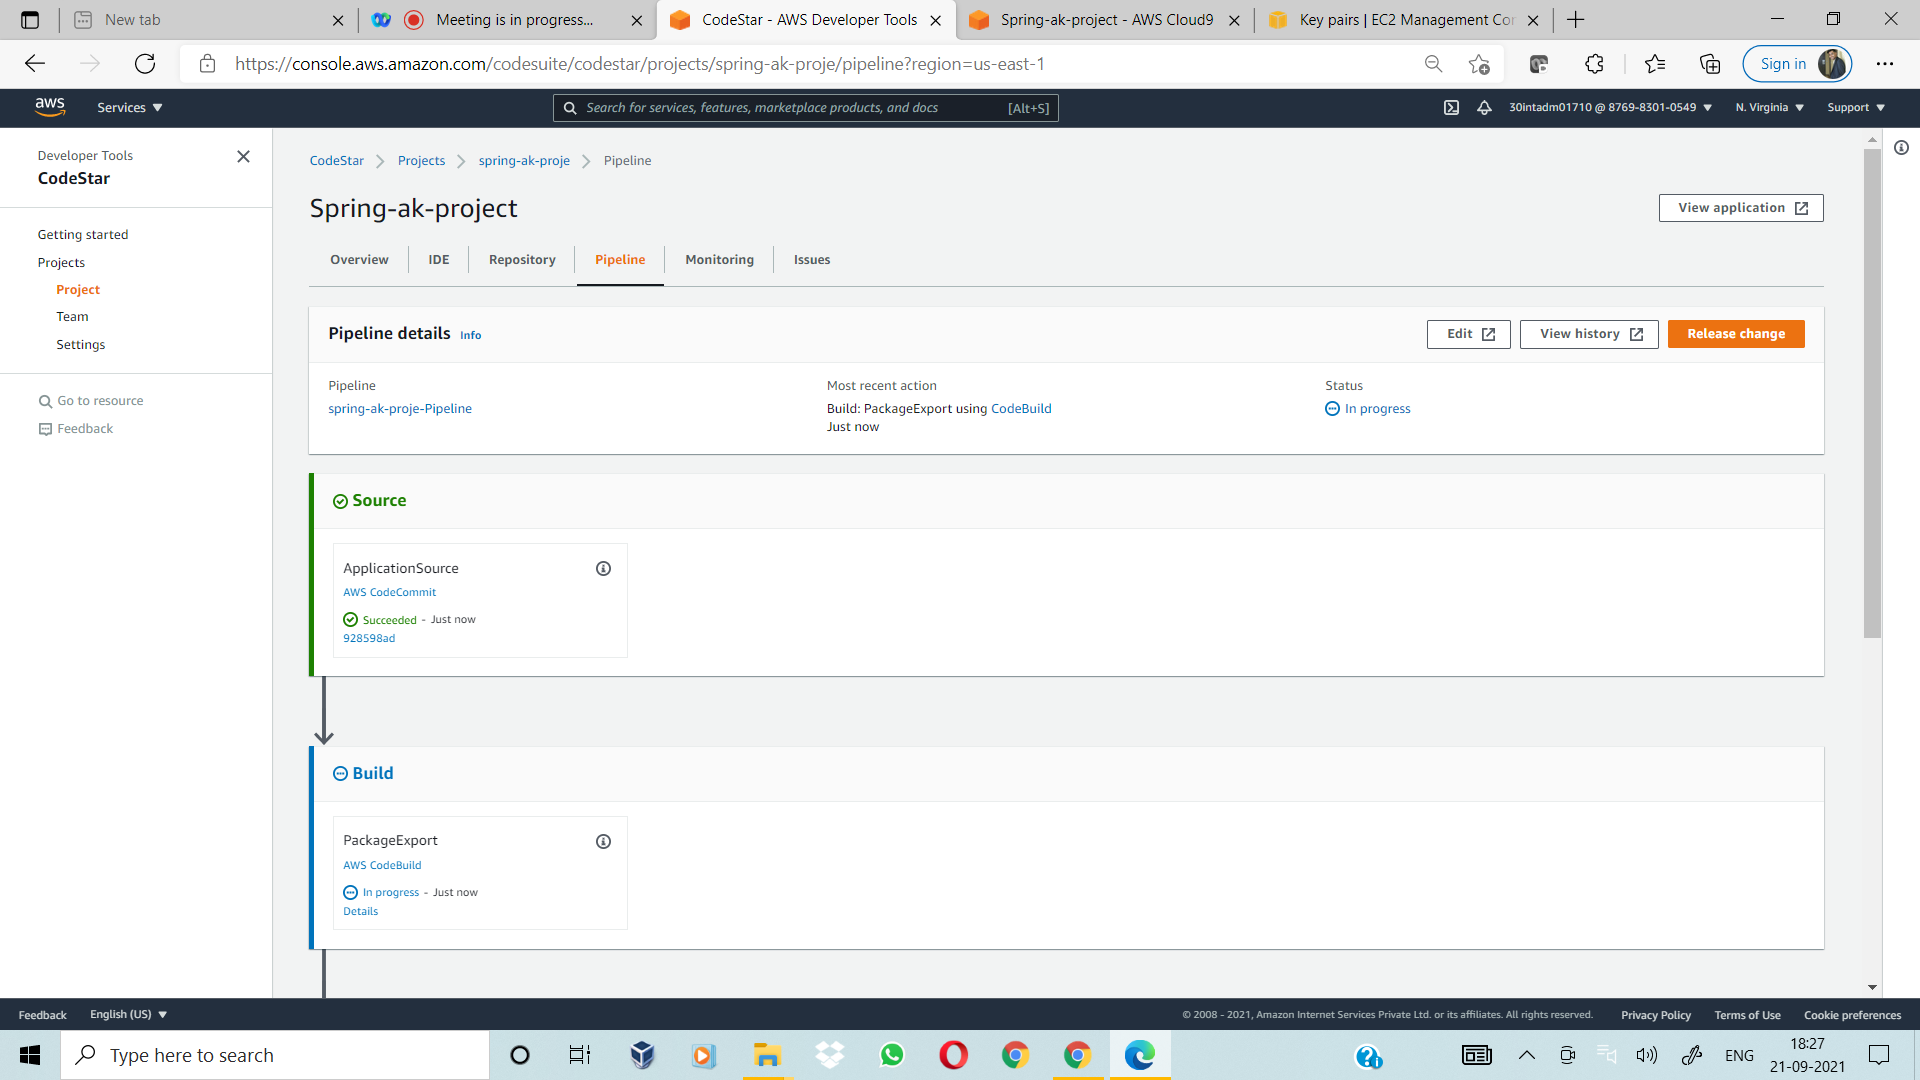 New tab
Meeting is in progress...
CodeStar - AWS Developer Tools
Spring-ak-project - AWS Cloud9
Key pairs | EC2 Management Cor
https://console.aws.amazon.com/codesuite/codestar/projects/spring-ak-proje/pipeline?region=us-east-1
Sign in
aws
Services
Search for services, features, marketplace products, and docs [Alt+S]
30intadm01710 @ 8769-8301-0549
N. Virginia
Support
Developer Tools
CodeStar
Getting started
Projects
Project
Team
Settings
Go to resource
Feedback
CodeStar
Projects
spring-ak-proje
Pipeline
Spring-ak-project
View application
Overview
IDE
Repository
Pipeline
Monitoring
Issues
Pipeline details Info
Edit
View history
Release change
Pipeline
spring-ak-proje-Pipeline
Most recent action
Build: PackageExport using CodeBuild
Just now
Status
In progress
Source
ApplicationSource
AWS CodeCommit
Succeeded - Just now
928598ad
Build
PackageExport
AWS CodeBuild
In progress - Just now
Details
Feedback
English (US)
© 2008 - 2021, Amazon Internet Services Private Ltd. or its affiliates. All rights reserved.
Privacy Policy
Terms of Use
Cookie preferences
Type here to search
ENG
18:27
21-09-2021